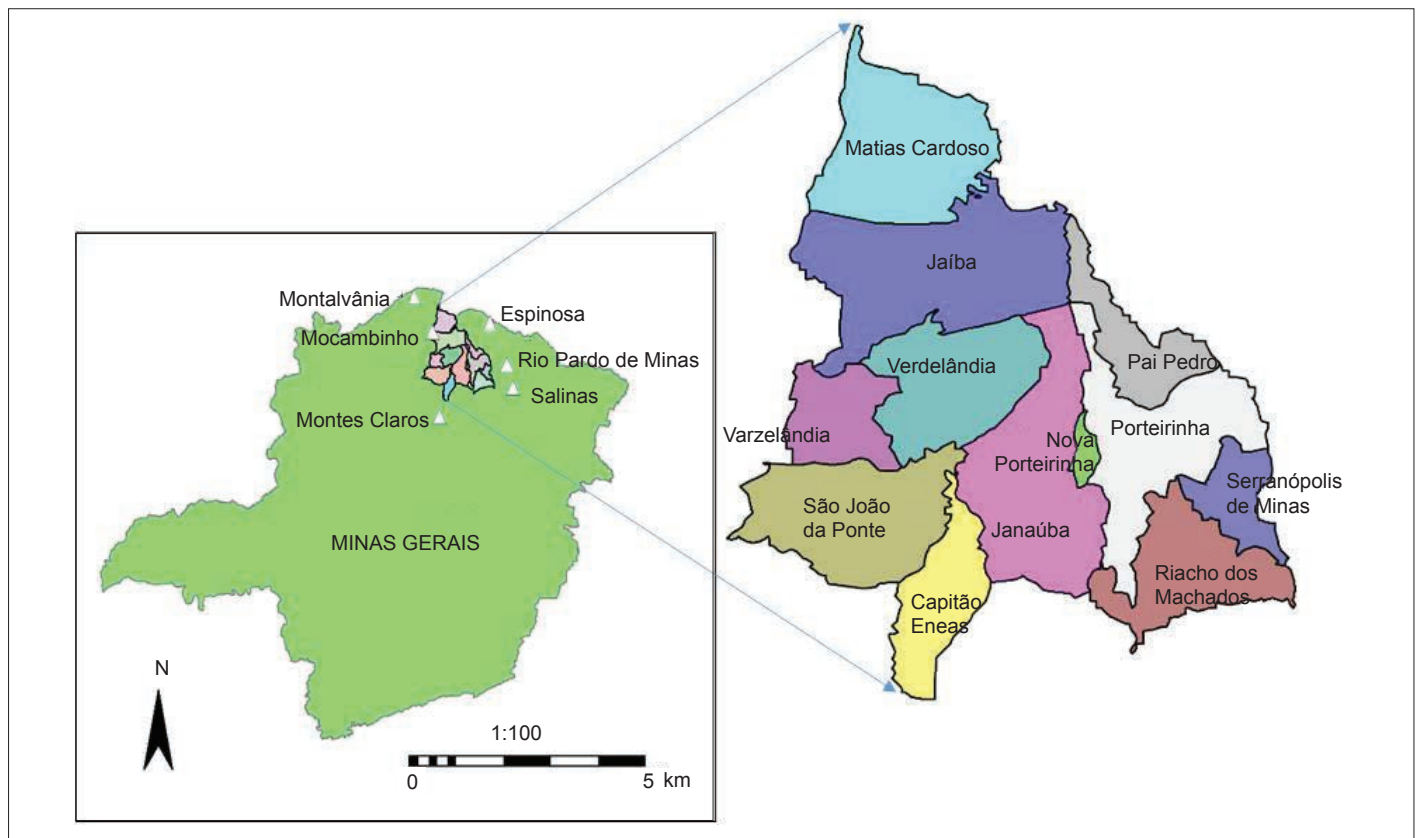 Montalvânia
Mocambinho
Espinosa
Rio Pardo de Minas
Salinas
Montes Claros
MINAS GERAIS
N
1:100
0
5 km
Matias Cardoso
Jaíba
Pai Pedro
Verdelândia
Varzelândia
Nova
Porteirinha
Porteirinha
Serranópolis
de Minas
São João
da Ponte
Janaúba
Riacho dos
Machados
Capitão
Eneas